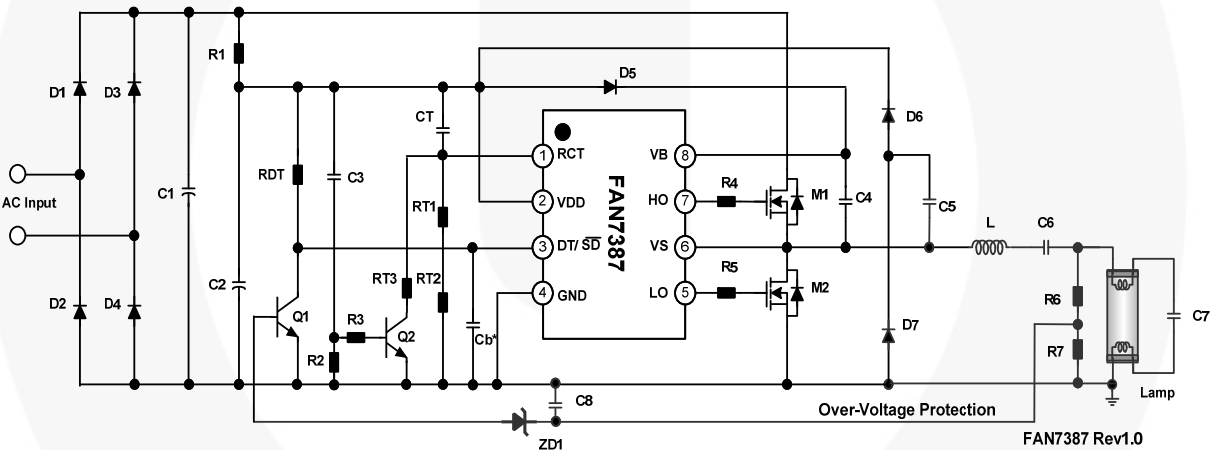 R1
D5
D1
D3
CT
D6
1
RCT
VB
8
C1
RDT
C3
FAN7387
R4
M1
AC Input
2
VDD
HO
7
RT1
C4
C5
3
DT/ SD
VS
6
L
C6
C2
RT3
RT2
4
GND
LO
5
R5
M2
D2
D4
Q1
R3
Q2
Cb*
D7
R6
C7
R2
R7
C8
Lamp
Over-Voltage Protection
ZD1
FAN7387 Rev1.0